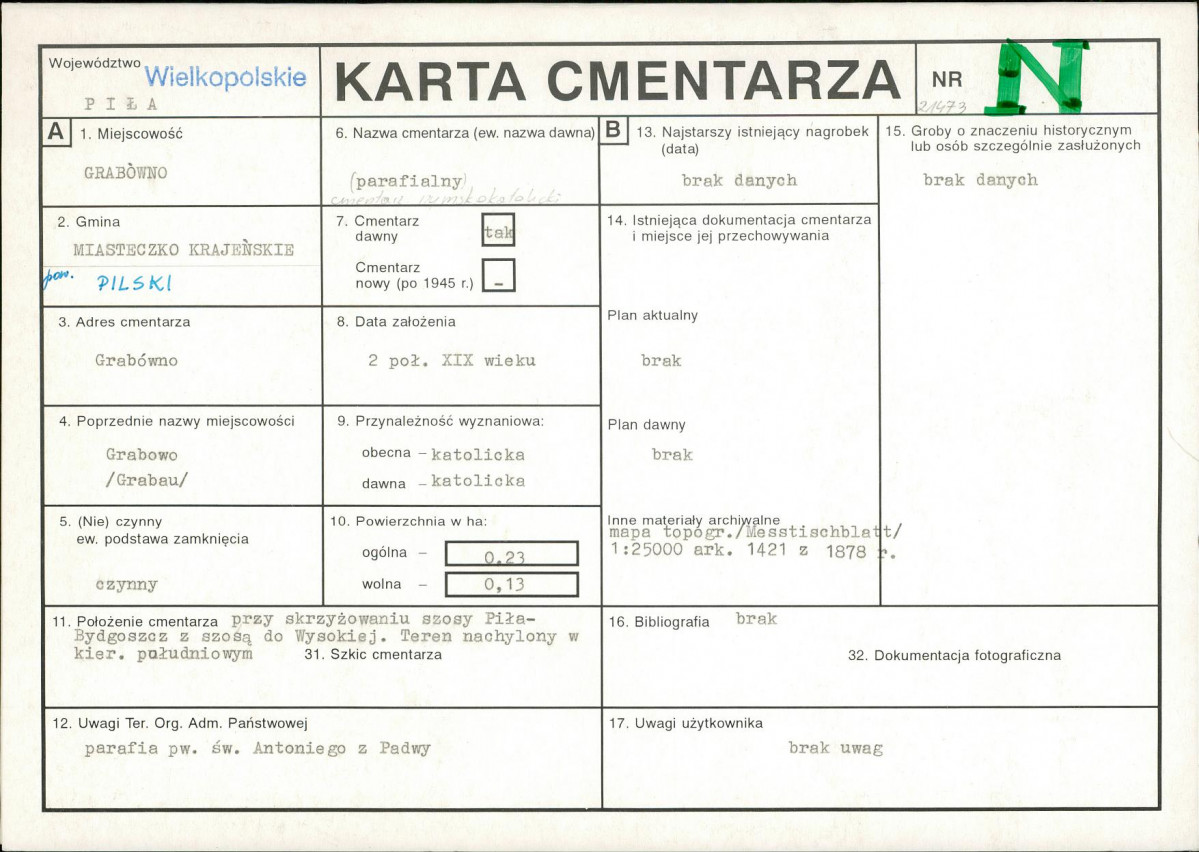 Województwo Wielkopolskie
PIŁA
KARTA CMENTARZA
NR N
21473
A
1. Miejscowość
GRABÒWNO
2. Gmina
MIASTECZKO KRAJEŃSKIE
pow. PILSKI
3. Adres cmentarza
Grabówno
4. Poprzednie nazwy miejscowości
Grabowo
/Grabau/
5. (Nie) czynny
ew. podstawa zamknięcia
czynny
6. Nazwa cmentarza (ew. nazwa dawna)
(parafialny)
cmentarz rzymskokatolicki
7. Cmentarz
dawny tak
Cmentarz
nowy (po 1945 r.) –
8. Data założenia
2 poł. XIX wieku
9. Przynależność wyznaniowa:
obecna – katolicka
dawna – katolicka
10. Powierzchnia w ha:
ogólna – 0,23
wolna – 0,13
11. Położenie cmentarza przy skrzyżowaniu szosy Piła-
Bydgoszcz z szosą do Wysokiej. Teren nachylony w
kier. południowym 31. Szkic cmentarza
12. Uwagi Ter. Org. Adm. Państwowej
parafia pw. św. Antoniego z Padwy
B
13. Najstarszy istniejący nagrobek
(data)
brak danych
14. Istniejąca dokumentacja cmentarza
i miejsce jej przechowywania
Plan aktualny
brak
Plan dawny
brak
Inne materiały archiwalne
mapa topogr./Messtischblatt/
1:25000 ark. 1421 z 1878 r.
15. Groby o znaczeniu historycznym
lub osób szczególnie zasłużonych
brak danych
16. Bibliografia brak
32. Dokumentacja fotograficzna
17. Uwagi użytkownika
brak uwag